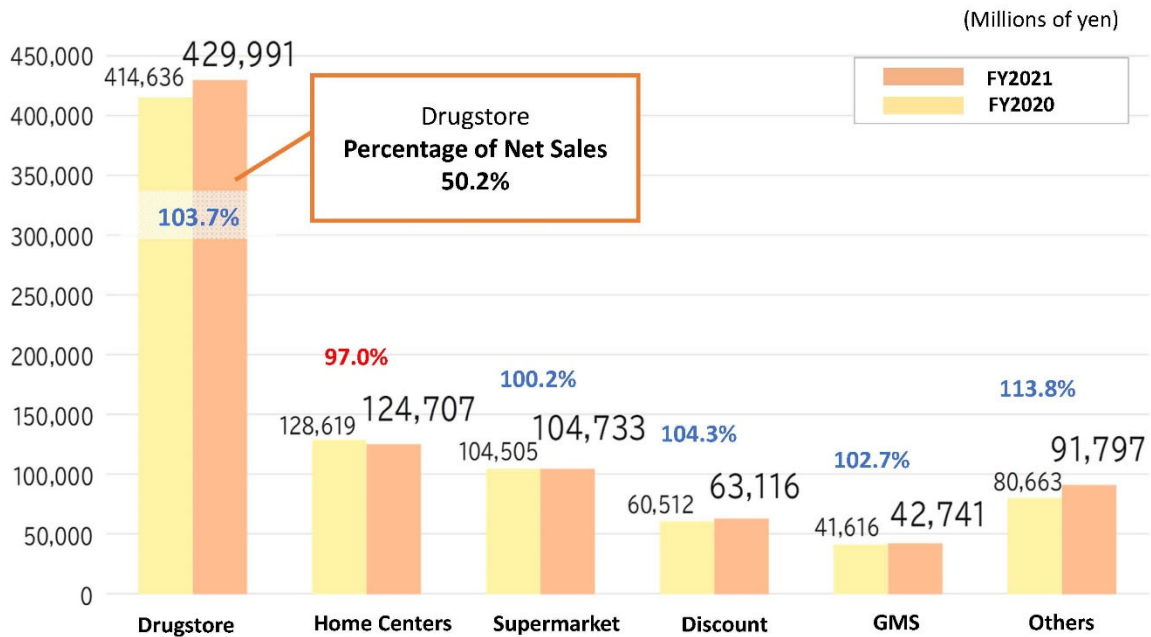 (Millions of yen)
FY2021
FY2020
450,000
400,000
350,000
300,000
250,000
200,000
150,000
100,000
50,000
0
414,636
429,991
103.7%
Drugstore
Percentage of Net Sales
50.2%
97.0%
128,619
124,707
100.2%
104,505
104,733
104.3%
60,512
63,116
102.7%
41,616
42,741
113.8%
80,663
91,797
Drugstore
Home Centers
Supermarket
Discount
GMS
Others